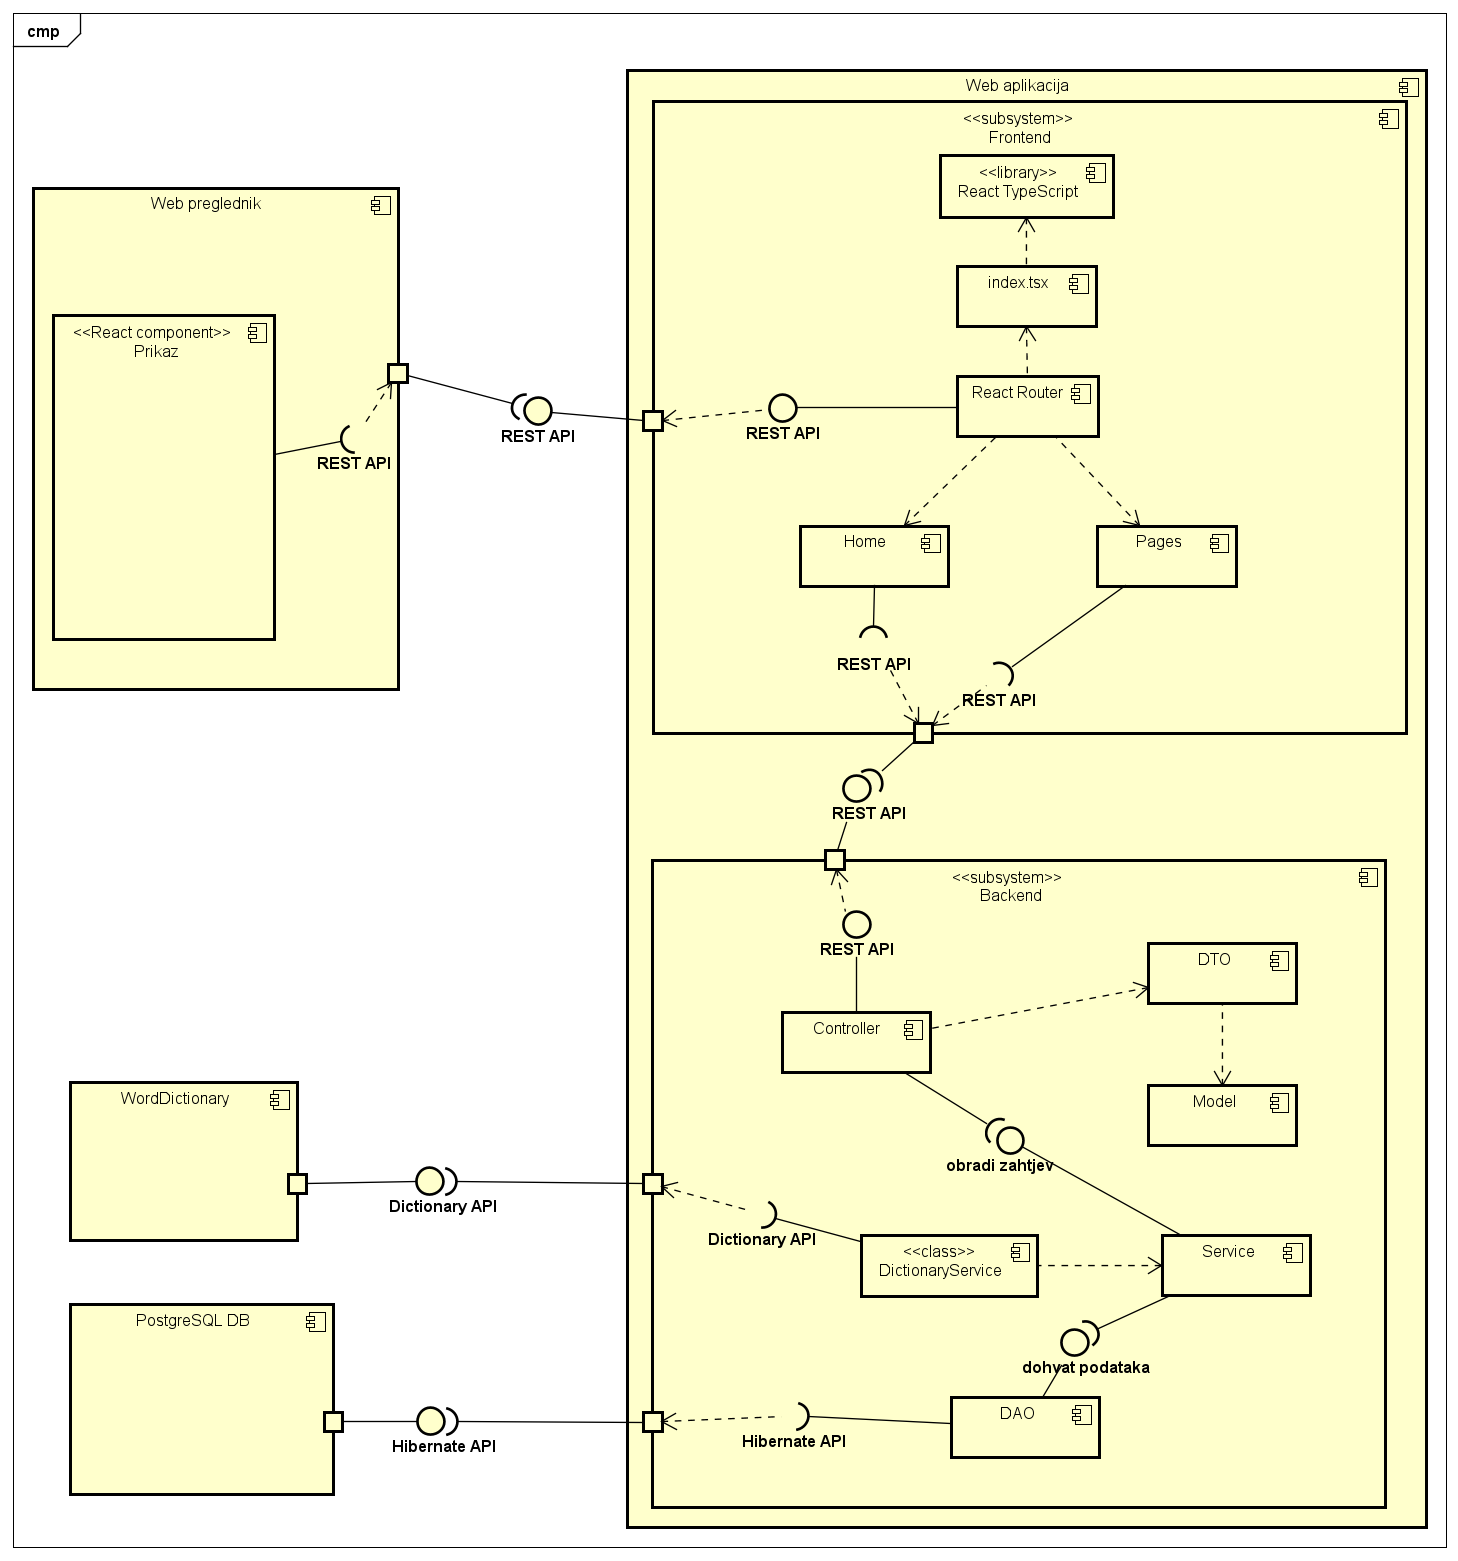 cmp
Web aplikacija
<<subsystem>>
Frontend
<<library>>
React TypeScript
index.tsx
React Router
REST API
Home
Pages
REST API
REST API
Web preglednik
<<React component>>
Prikaz
REST API
REST API
REST API
<<subsystem>>
Backend
REST API
DTO
Controller
Model
obradi zahtjev
WordDictionary
Dictionary API
Dictionary API
<<class>>
DictionaryService
Service
PostgreSQL DB
dohvat podataka
Hibernate API
Hibernate API
DAO